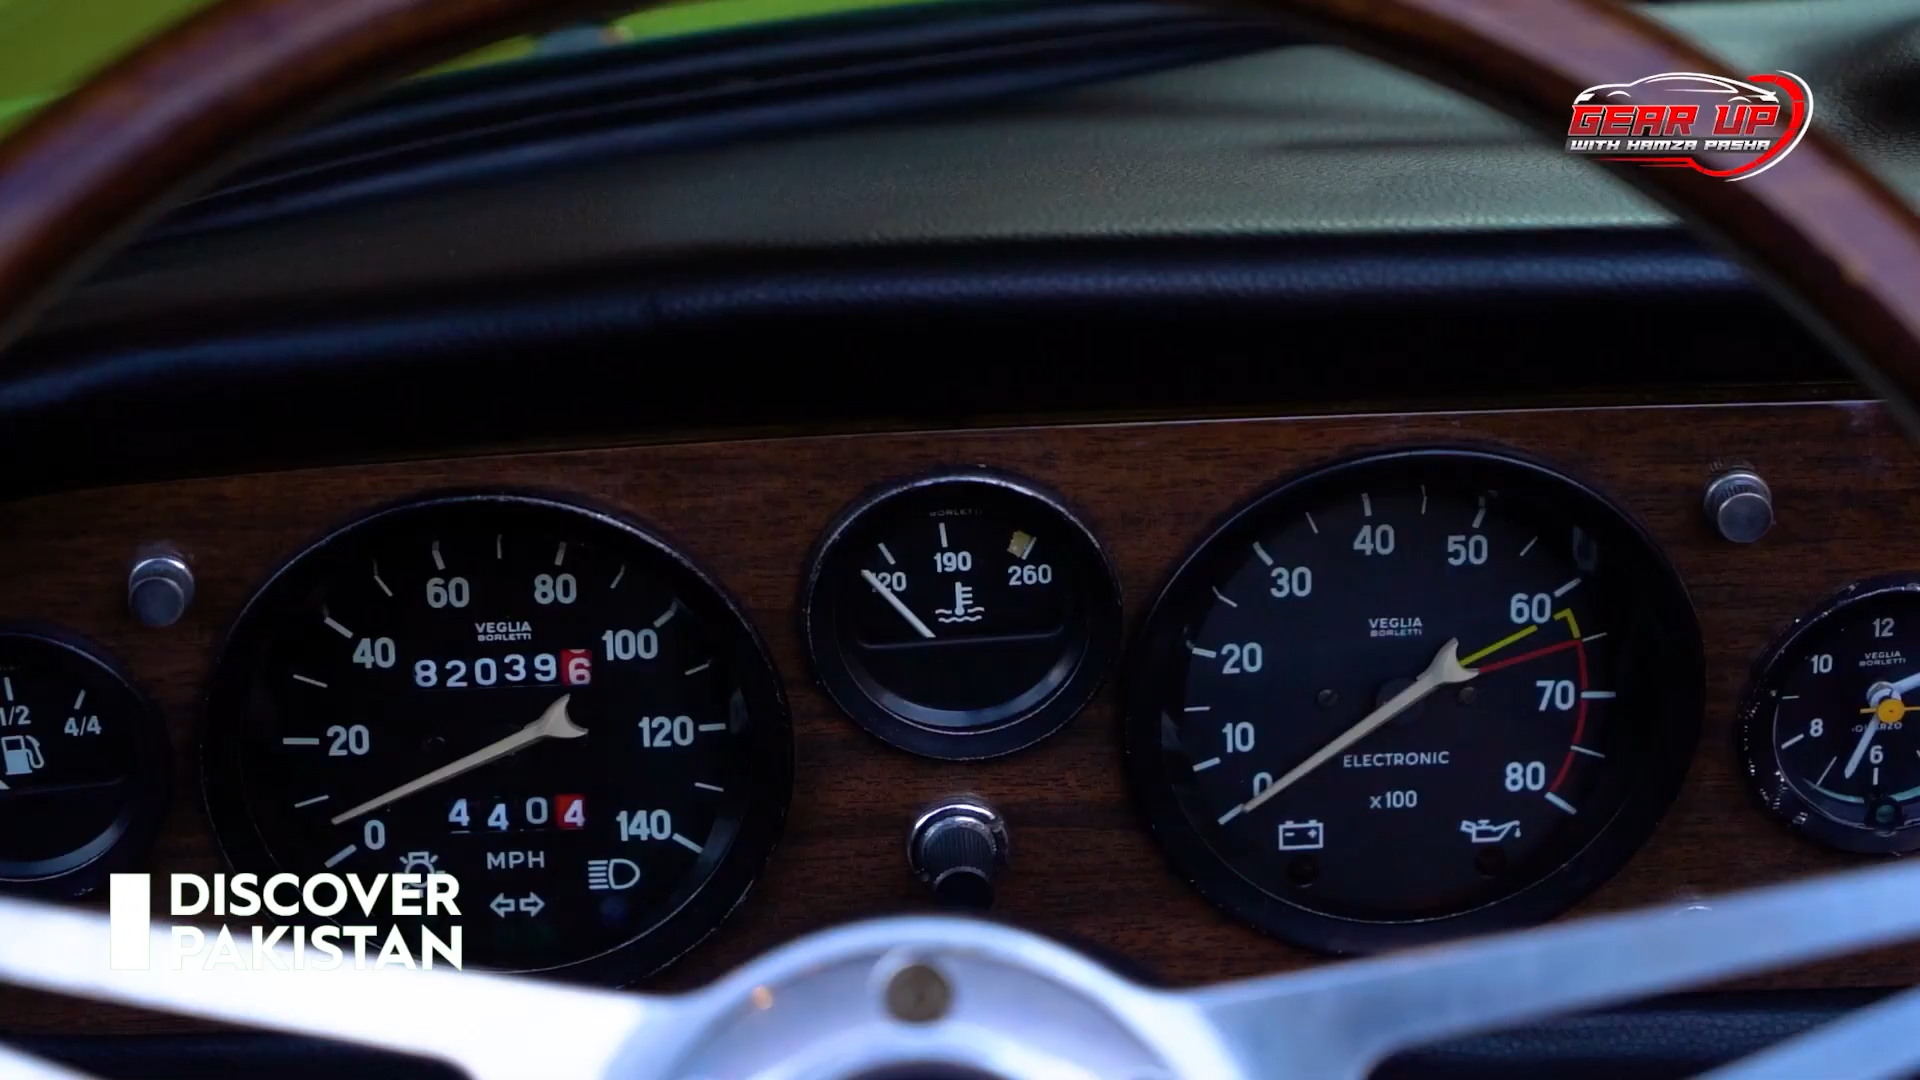 GEAR UP
WITH HAMZA PASHA
1/2
4/4
0
20
40
60
80
100
120
140
VEGLIA
BORLETTI
820396
4404
MPH
BORLETTI
190
260
0
10
20
30
40
50
60
70
80
VEGLIA
BORLETTI
ELECTRONIC
x100
12
10
8
6
VEGLIA
BORLETTI
DISCOVER
PAKISTAN